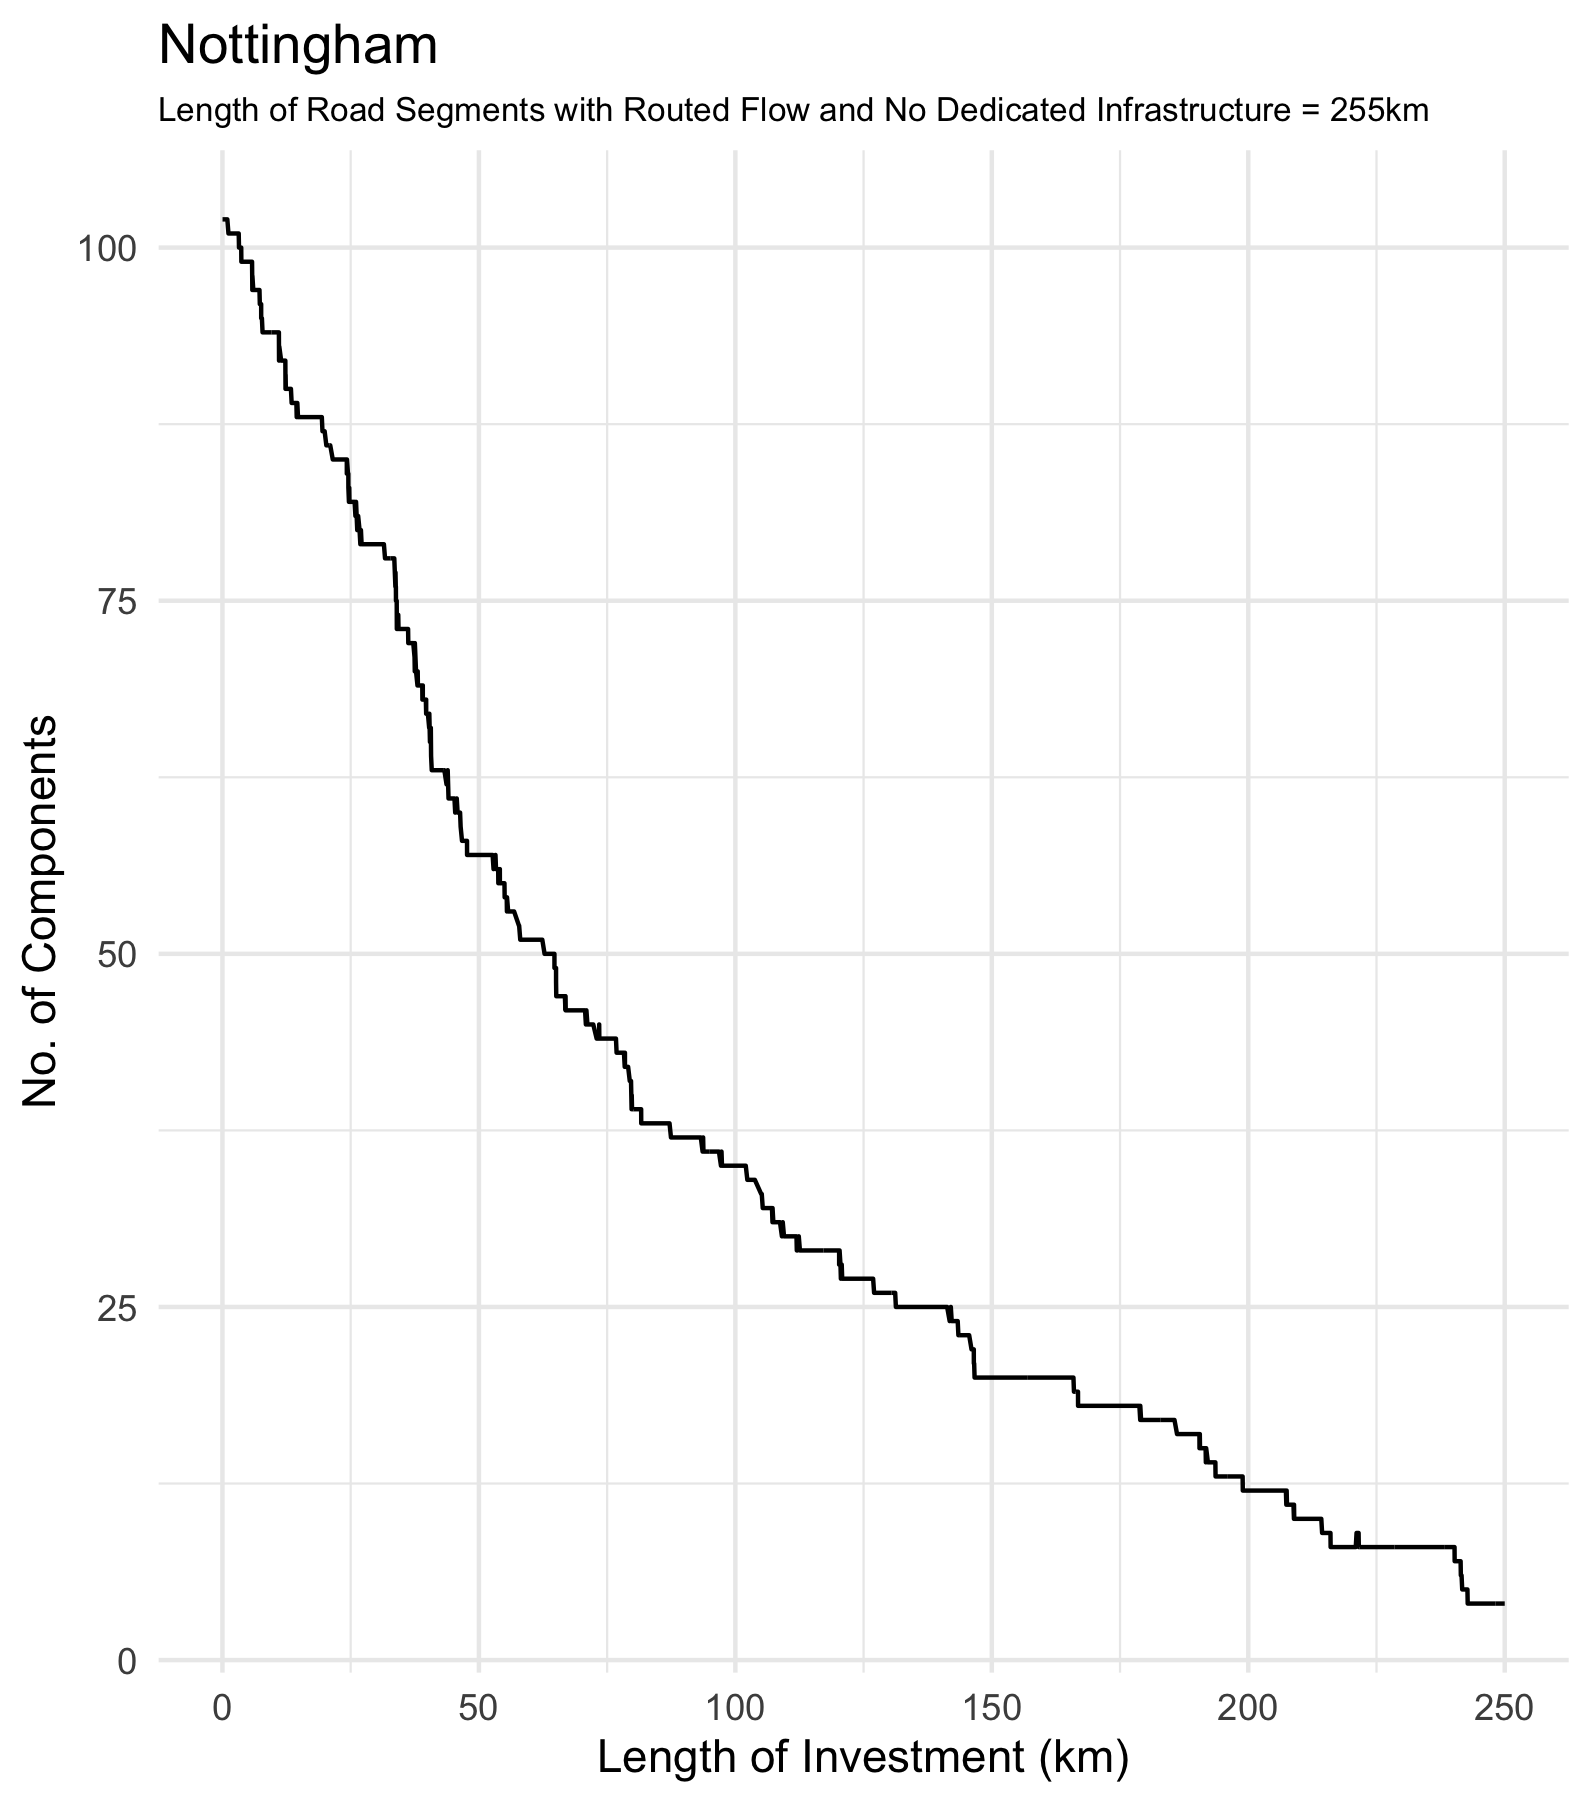 Nottingham
Length of Road Segments with Routed Flow and No Dedicated Infrastructure = 255km
100
75
50
25
0
No. of Components
0 50 100 150 200 250
Length of Investment (km)